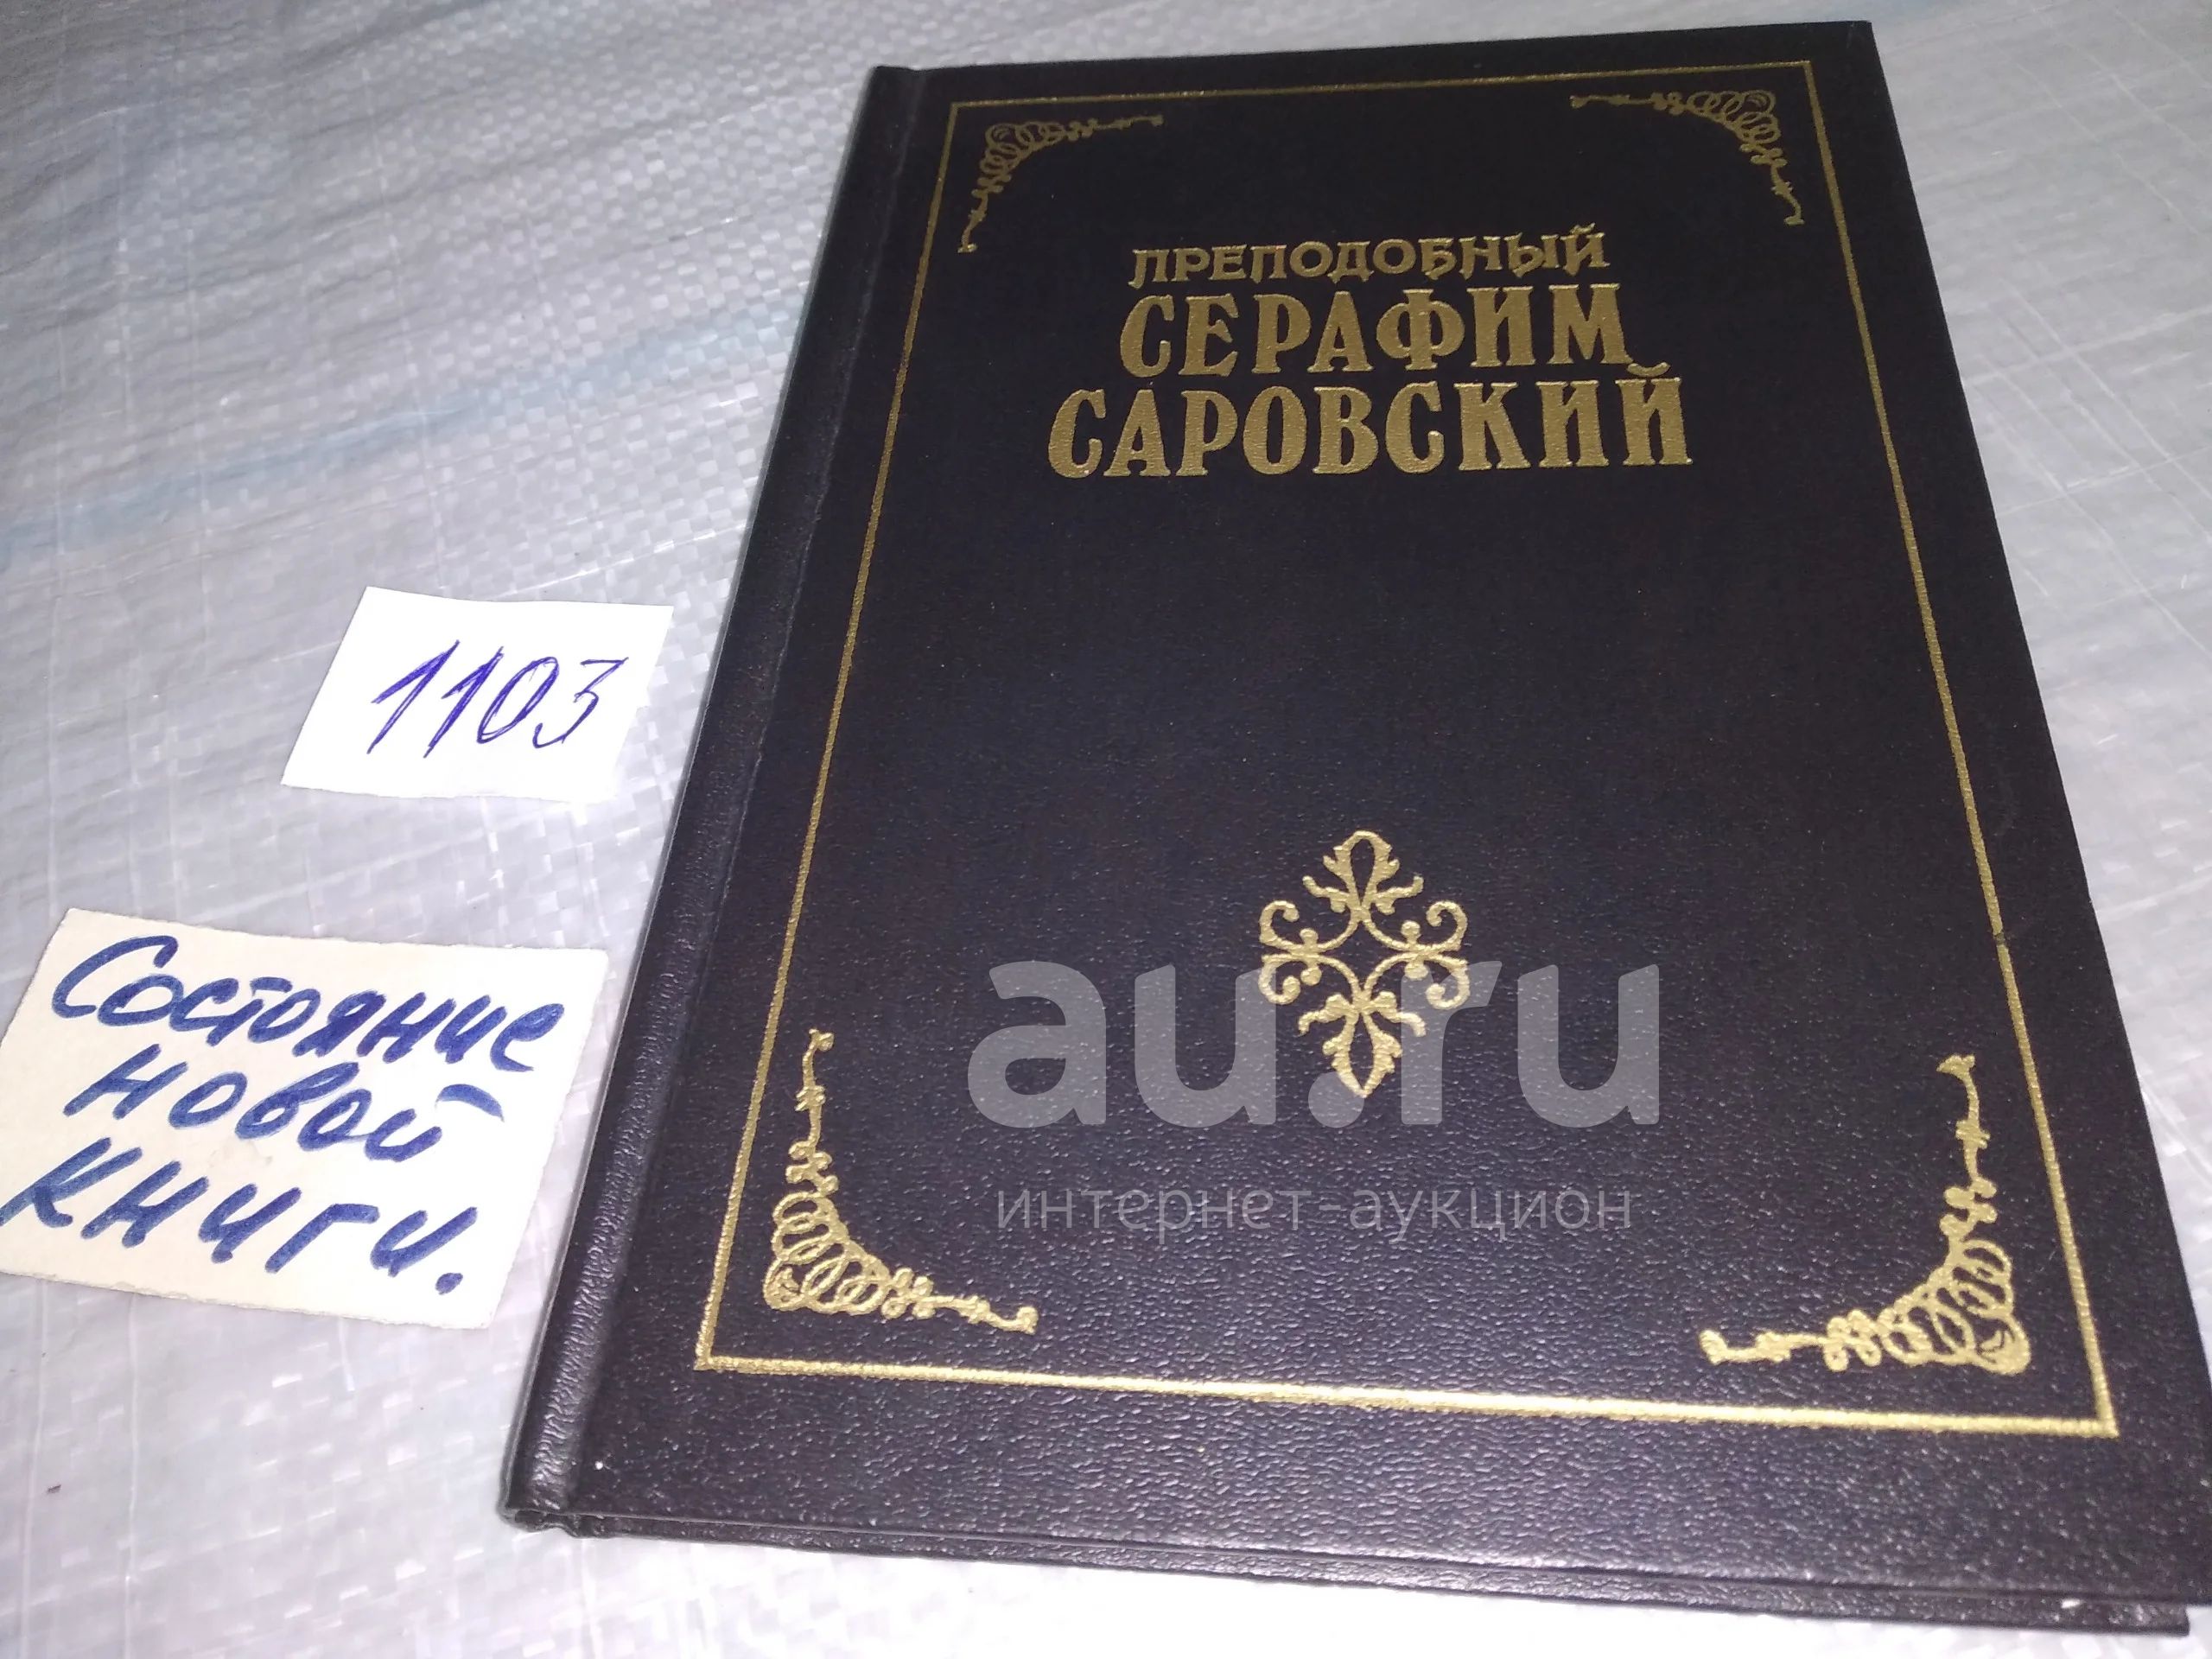 ПРЕПОДОБНЫЙ
СЕРАФИМ
САРОВСКИЙ
1103
Состояние
новой
книги.
au.ru
интернет-аукцион